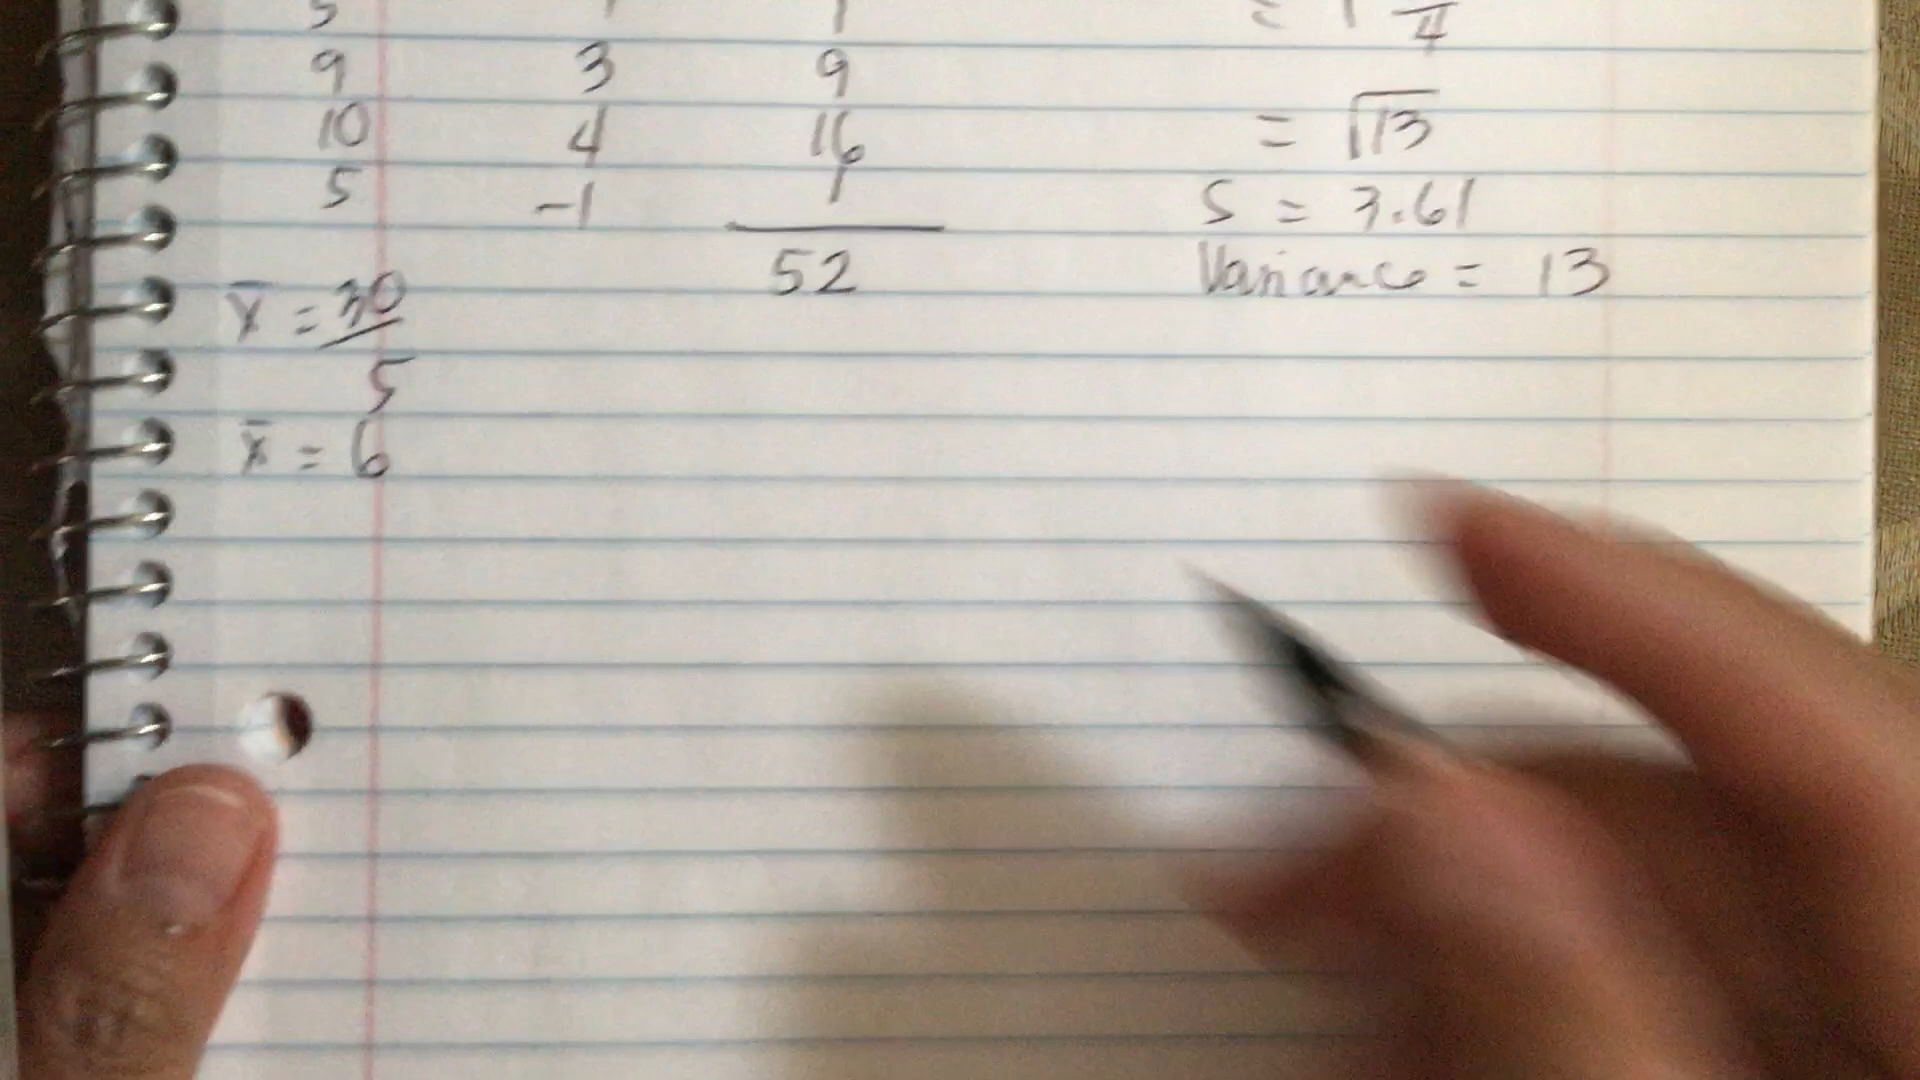 9 3 9
10 4 16 = √13
5 -1 1 S = 3.61
52 Variance = 13
x̄ = 30
5
x̄ = 6